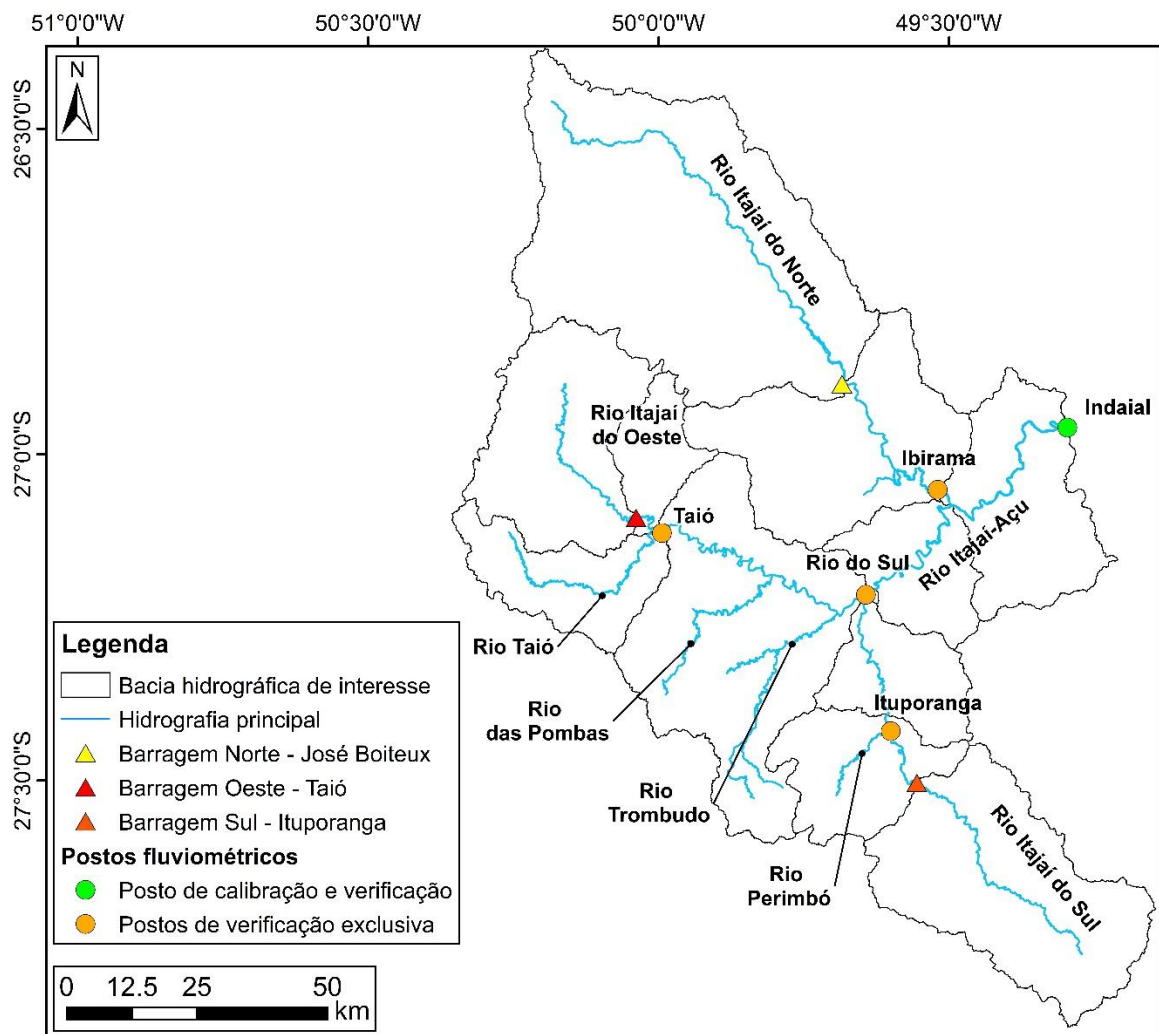 51°0'0"W
50°30'0"W
50°0'0"W
49°30'0"W
N
26°30'0"S
27°0'0"S
27°30'0"S
Rio Itajaí do Norte
Rio Itajaí
do Oeste
Indaial
Ibirama
Taió
Rio Itajaí-Açu
Rio do Sul
Rio Taió
Rio
das Pombas
Ituporanga
Rio
Trombudo
Rio
Perimbó
Rio Itajaí do Sul
Legenda
Bacia hidrográfica de interesse
Hidrografia principal
Barragem Norte - José Boiteux
Barragem Oeste - Taió
Barragem Sul - Ituporanga
Postos fluviométricos
Posto de calibração e verificação
Postos de verificação exclusiva
0 12.5 25 50
km